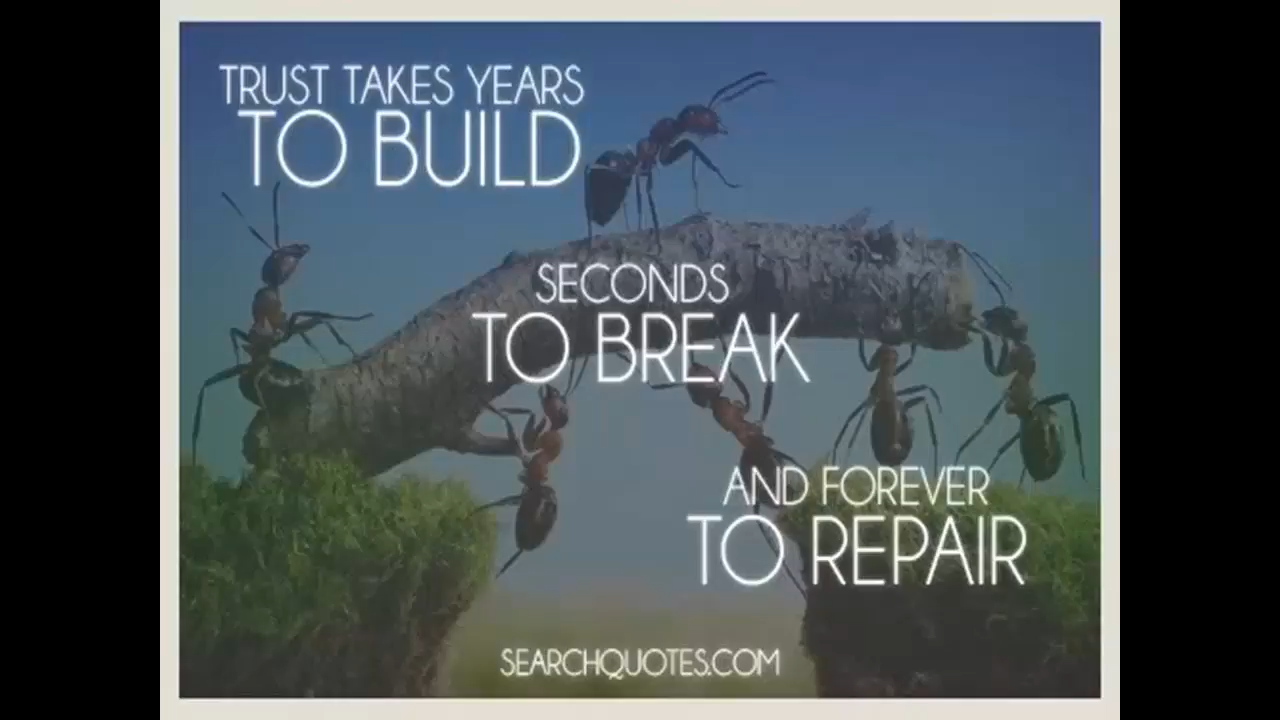 TRUST TAKES YEARS
TO BUILD
SECONDS
TO BREAK
AND FOREVER
TO REPAIR
SEARCHQUOTES.COM